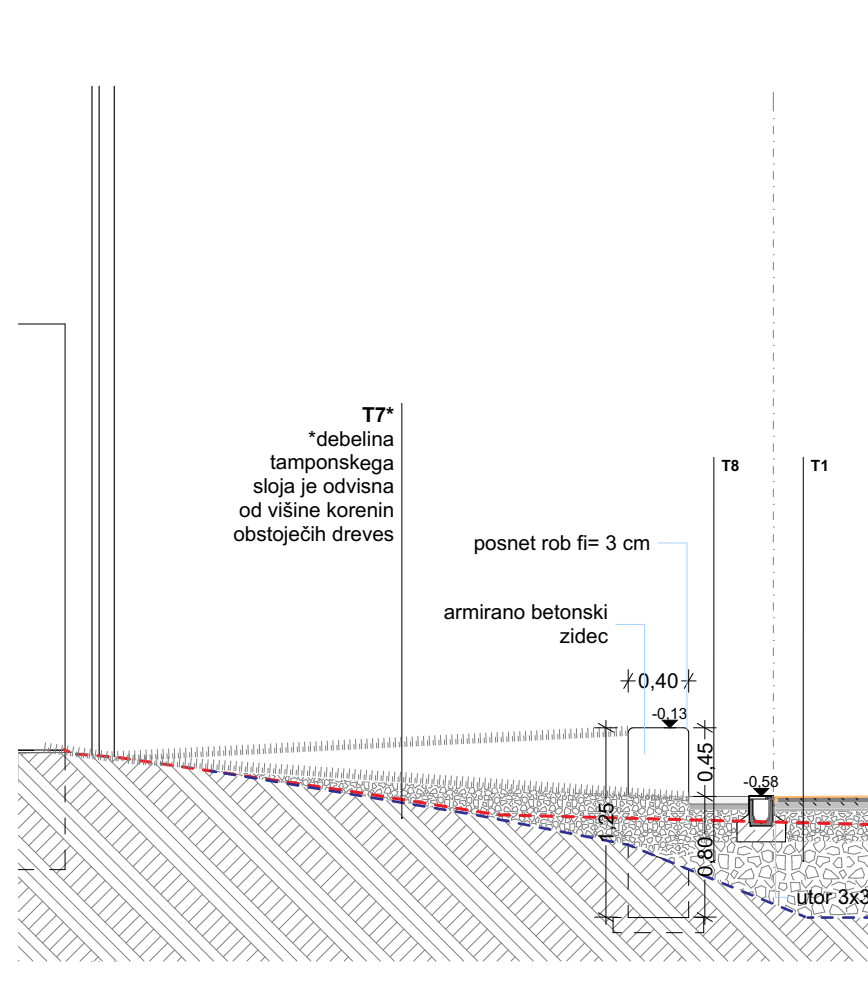 T7*
*debelina
tamponskega
sloja je odvisna
od višine korenin
obstoječih dreves
T8
T1
posnet rob fi= 3 cm
armirano betonski
zidec
0,40
-0,13
0,45
-0,58
1,25
0,80
utor 3x3